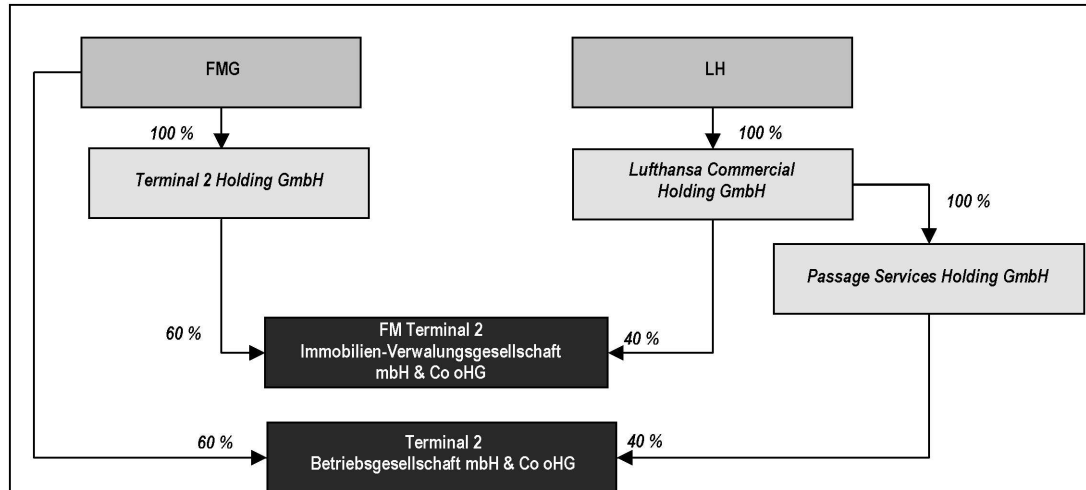 FMG
LH
100 %
100 %
Terminal 2 Holding GmbH
Lufthansa Commercial
Holding GmbH
100 %
Passage Services Holding GmbH
60 %
FM Terminal 2
Immobilien-Verwalungsgesellschaft
mbH & Co oHG
40 %
60 %
Terminal 2
Betriebsgesellschaft mbH & Co oHG
40 %